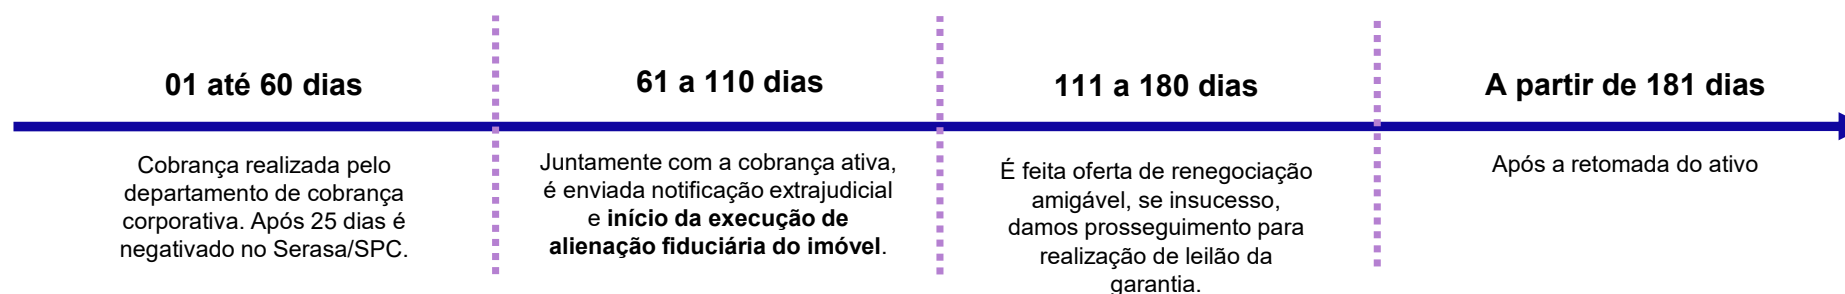 01 até 60 dias
Cobrança realizada pelo
departamento de cobrança
corporativa. Após 25 dias é
negativado no Serasa/SPC.
61 a 110 dias
Juntamente com a cobrança ativa,
é enviada notificação extrajudicial
e início da execução de
alienação fiduciária do imóvel.
111 a 180 dias
É feita oferta de renegociação
amigável, se insucesso,
damos prosseguimento para
realização de leilão da
garantia.
A partir de 181 dias
Após a retomada do ativo